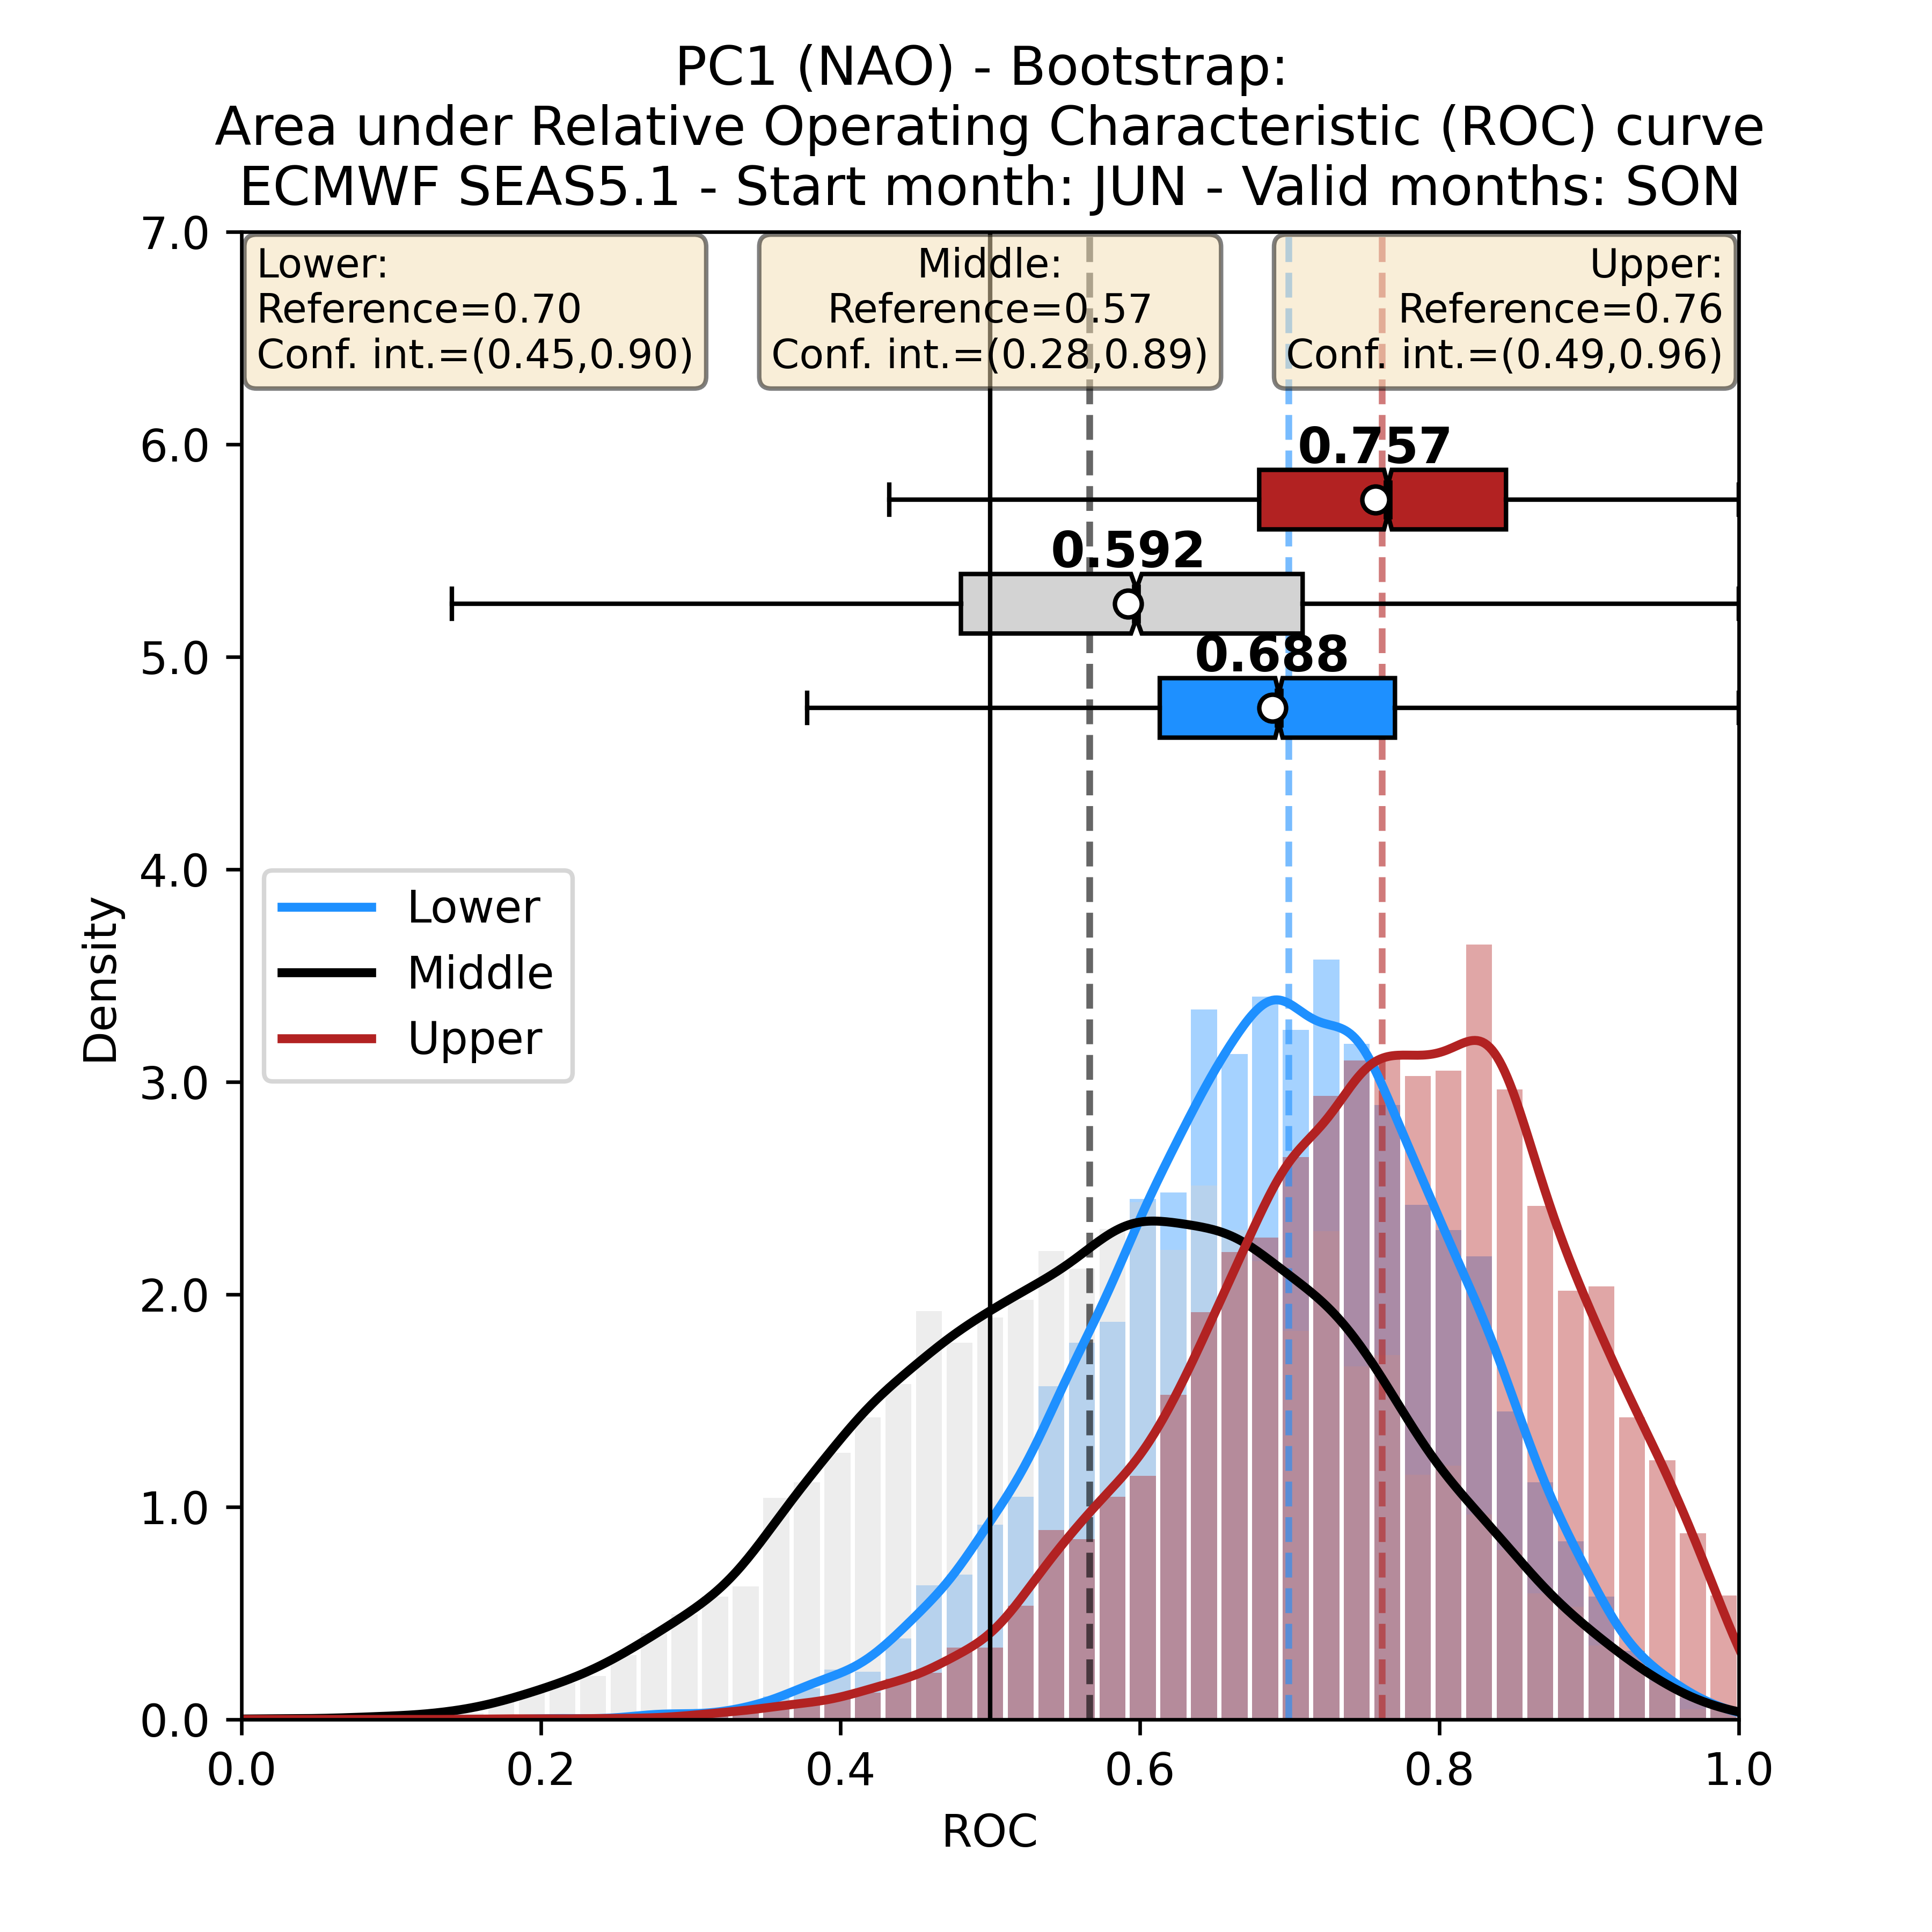 PC1 (NAO) - Bootstrap:
Area under Relative Operating Characteristic (ROC) curve
ECMWF SEAS5.1 - Start month: JUN - Valid months: SON
7.0
Lower:
Reference=0.70
Conf. int.=(0.45,0.90)
Middle:
Reference=0.57
Conf. int.=(0.28,0.89)
Upper:
Reference=0.76
Conf. int.=(0.49,0.96)
6.0
0.757
0.592
5.0
0.688
4.0
Lower
Middle
Upper
Density
3.0
2.0
1.0
0.0
0.0 0.2 0.4 0.6 0.8 1.0
ROC